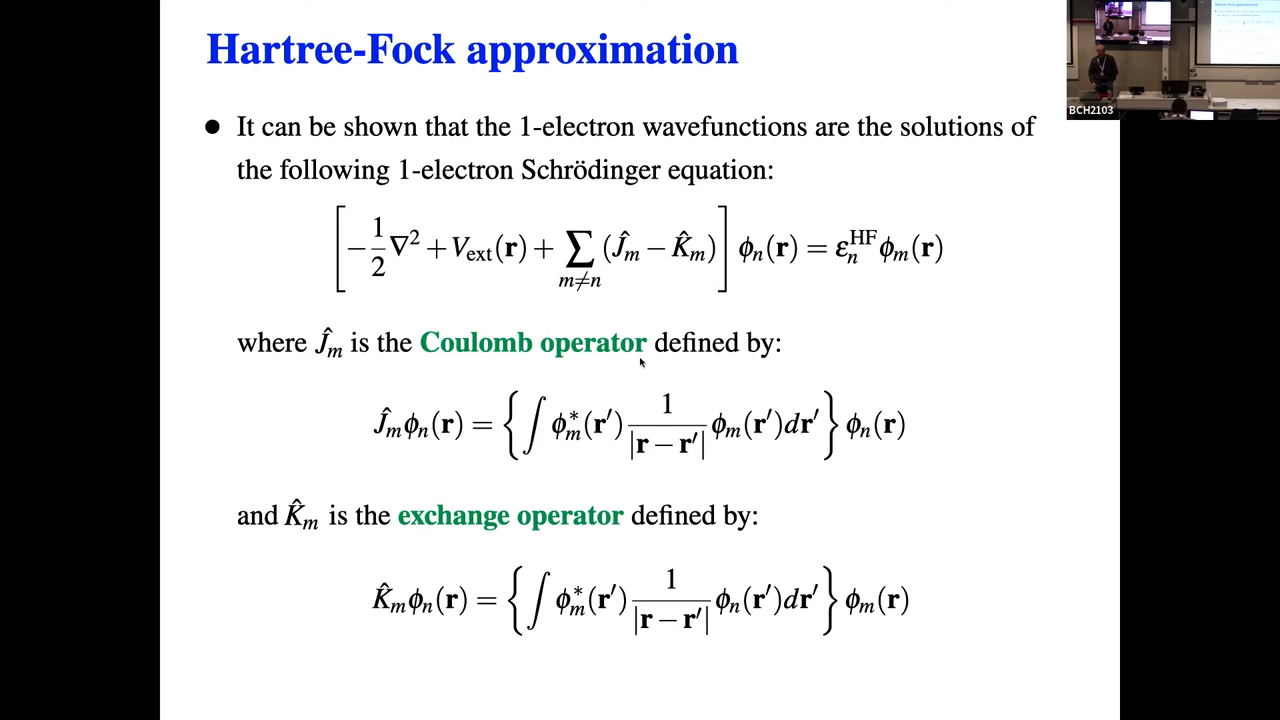 Hartree-Fock approximation
● It can be shown that the 1-electron wavefunctions are the solutions of
the following 1-electron Schrödinger equation:
[−1/2 ∇² + V_ext(r) + ∑_{m≠n} (Ĵ_m − K̂_m)] ϕ_n(r) = ε_n^HF ϕ_m(r)
where Ĵ_m is the Coulomb operator defined by:
Ĵ_m ϕ_n(r) = {∫ ϕ*_m(r′) 1/|r − r′| ϕ_m(r′)dr′} ϕ_n(r)
and K̂_m is the exchange operator defined by:
K̂_m ϕ_n(r) = {∫ ϕ*_m(r′) 1/|r − r′| ϕ_n(r′)dr′} ϕ_m(r)
BCH2103